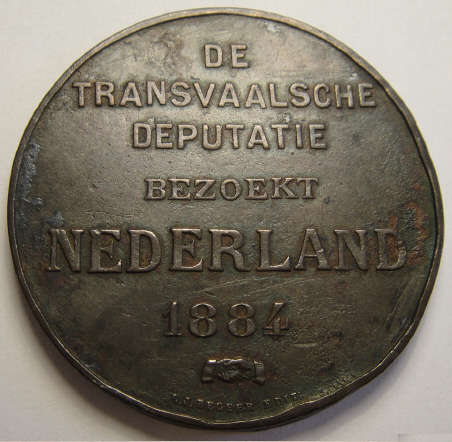 DE
TRANSVAALSCHE
DEPUTATIE
BEZOEKT
NEDERLAND
1884